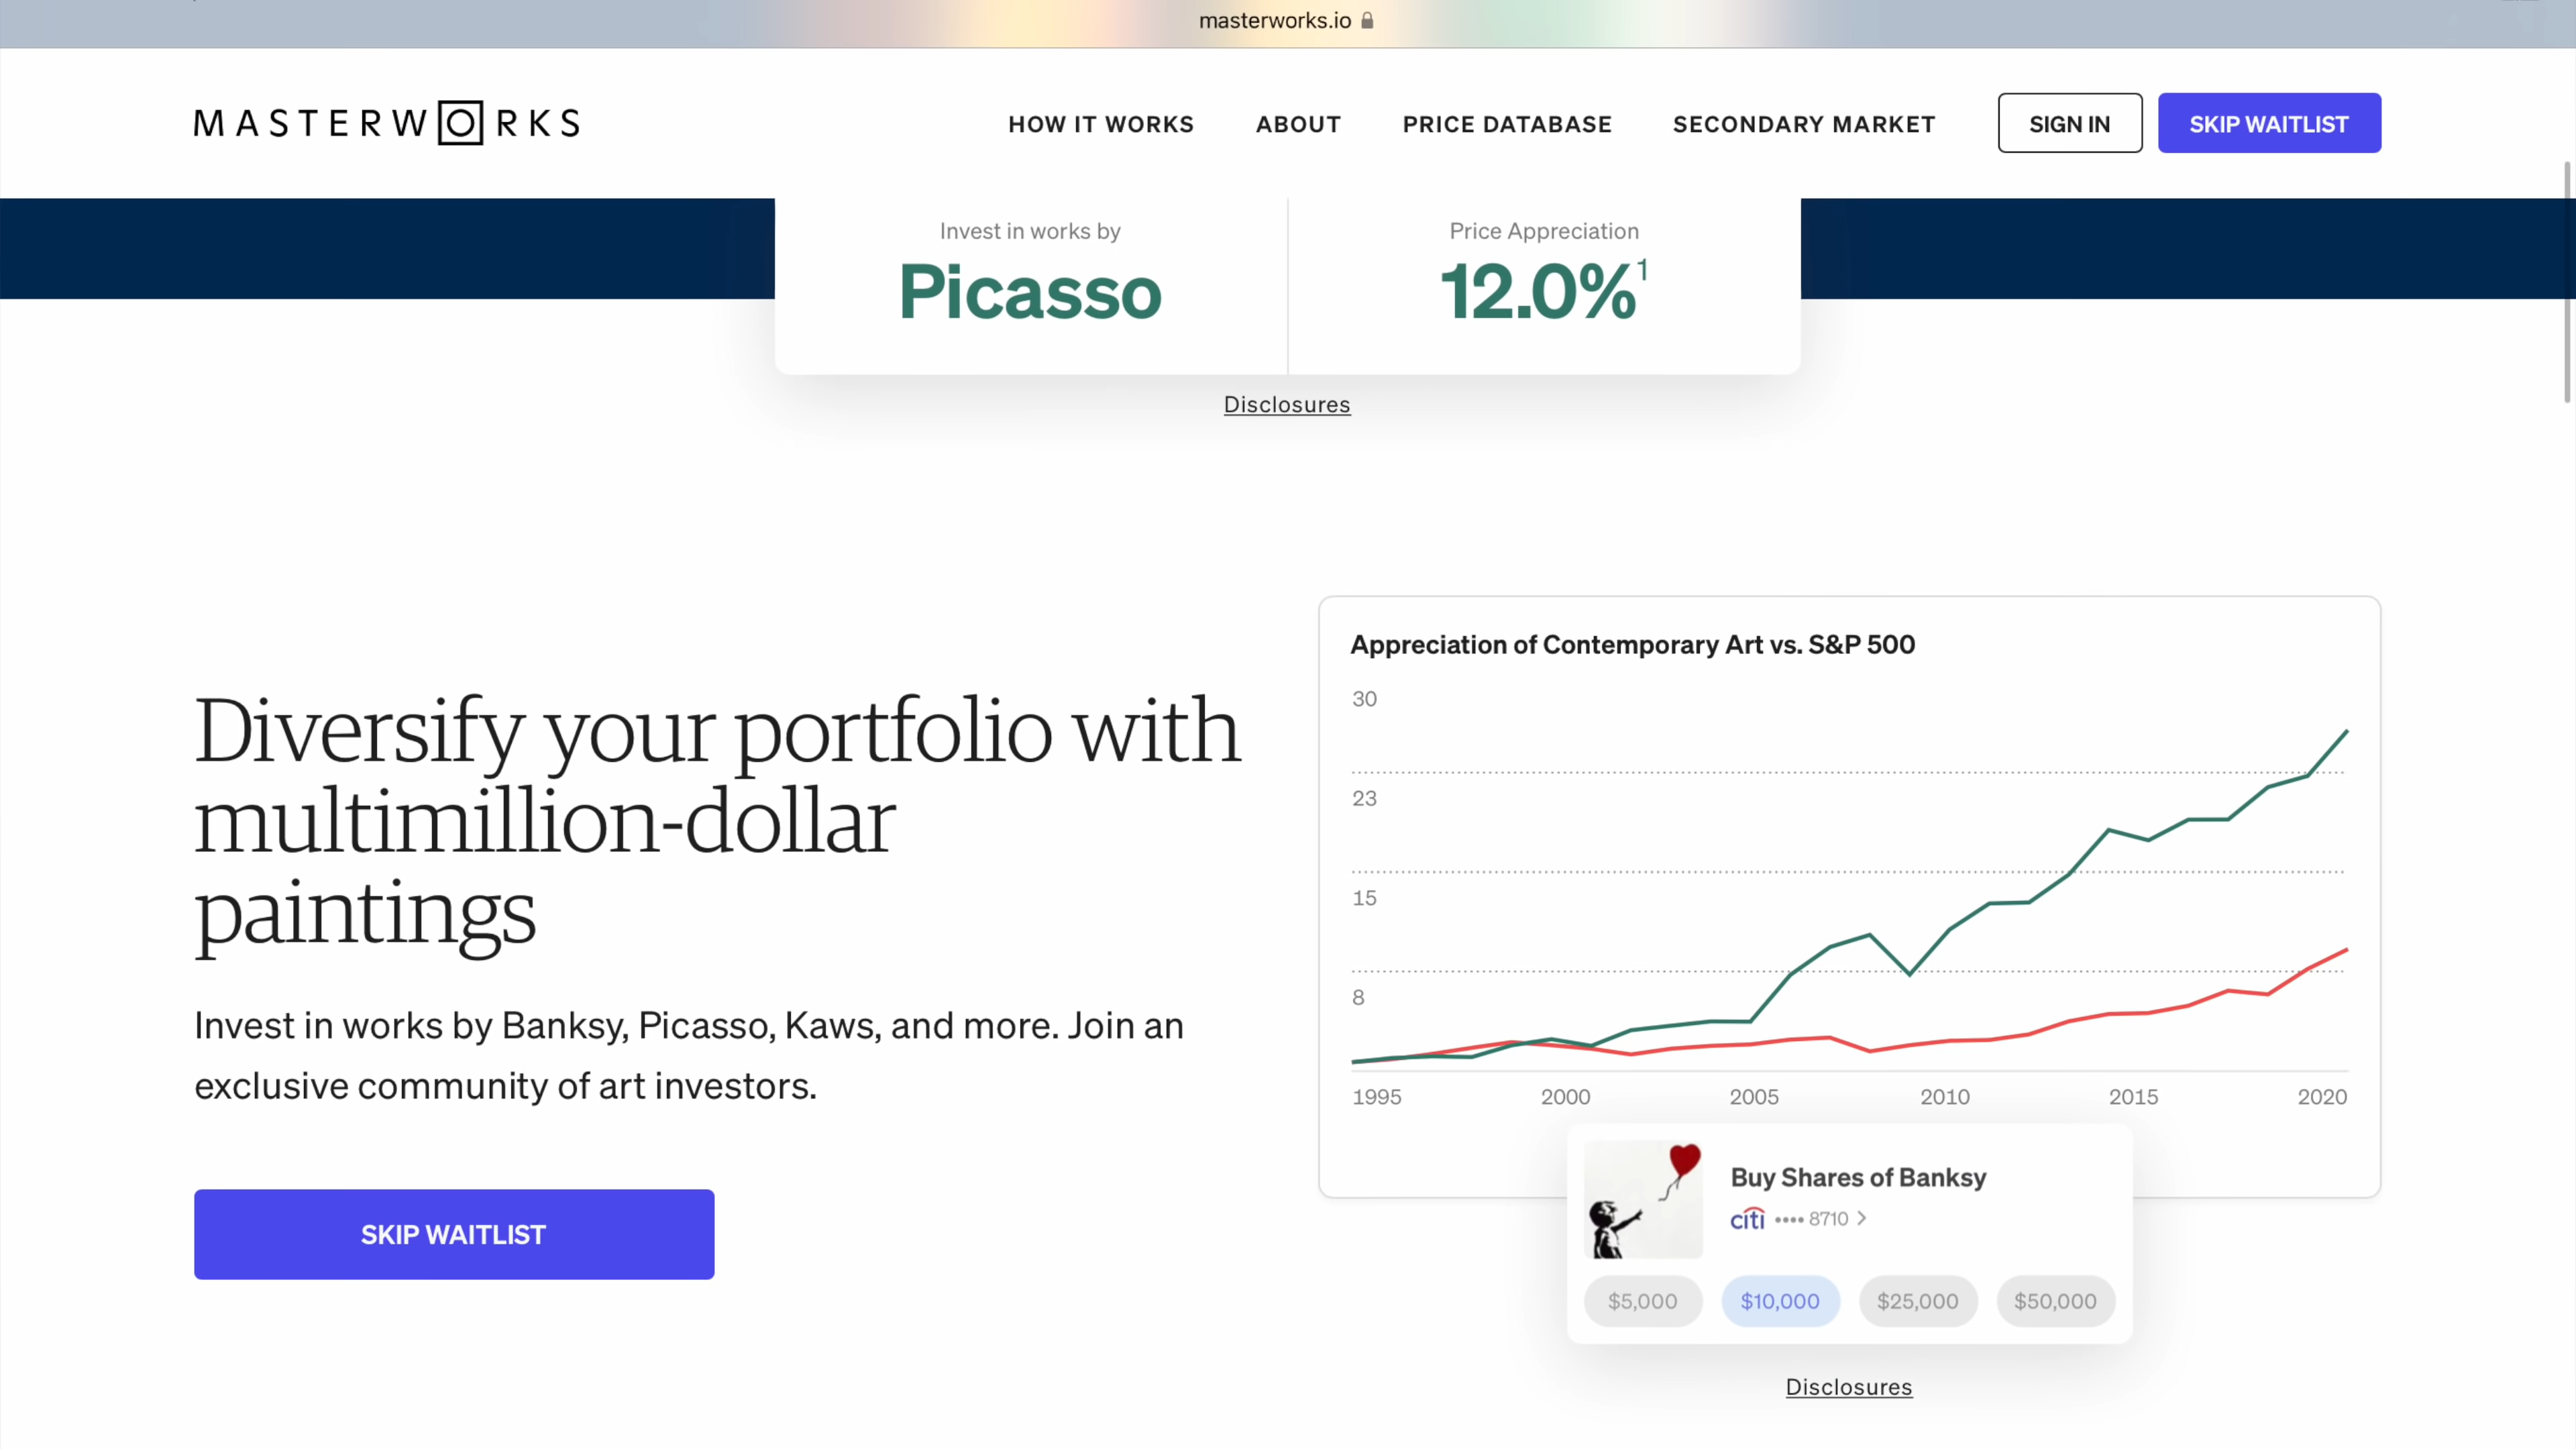 masterworks.io
MASTERWORKS
HOW IT WORKS
ABOUT
PRICE DATABASE
SECONDARY MARKET
SIGN IN
SKIP WAITLIST
Invest in works by
Picasso
Price Appreciation
12.0%¹
Disclosures
Diversify your portfolio with
multimillion-dollar
paintings
Invest in works by Banksy, Picasso, Kaws, and more. Join an
exclusive community of art investors.
SKIP WAITLIST
Appreciation of Contemporary Art vs. S&P 500
30
23
15
8
1995 2000 2005 2010 2015 2020
Buy Shares of Banksy
citi •••• 8710 >
$5,000 $10,000 $25,000 $50,000
Disclosures